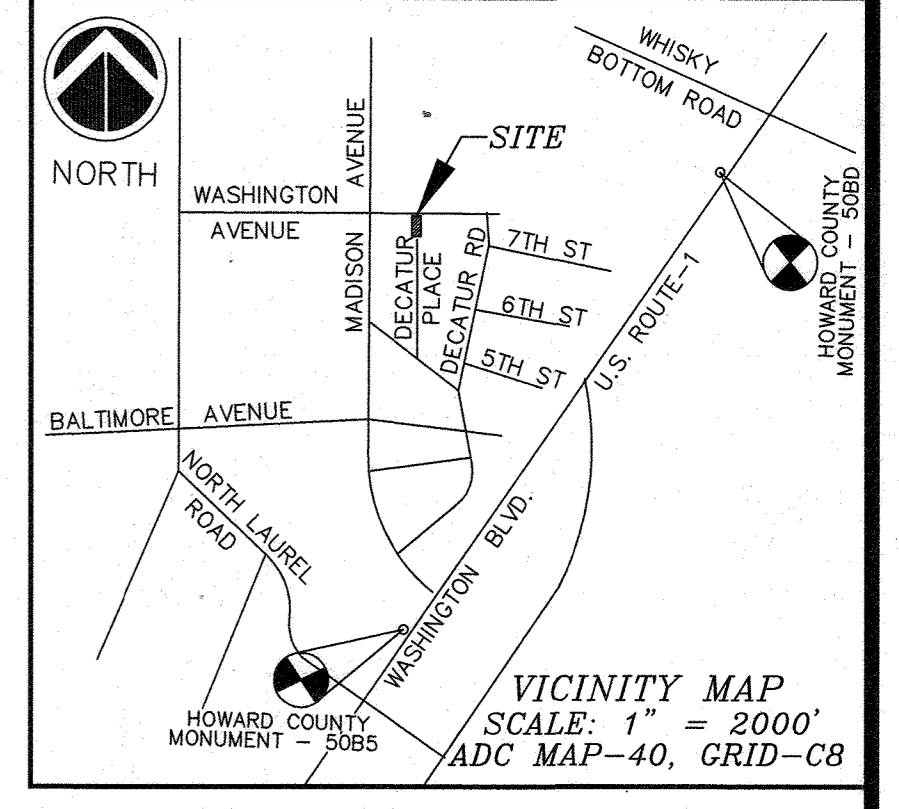 WHISKY
BOTTOM ROAD
SITE
NORTH
WASHINGTON
AVENUE
MADISON AVENUE
DECATUR
PLACE
DECATUR RD
7TH ST
6TH ST
5TH ST
U.S. ROUTE-1
HOWARD COUNTY
MONUMENT - 50BD
BALTIMORE AVENUE
NORTH LAUREL
ROAD
WASHINGTON BLVD.
HOWARD COUNTY
MONUMENT - 50B5
VICINITY MAP
SCALE: 1" = 2000'
ADC MAP-40, GRID-C8